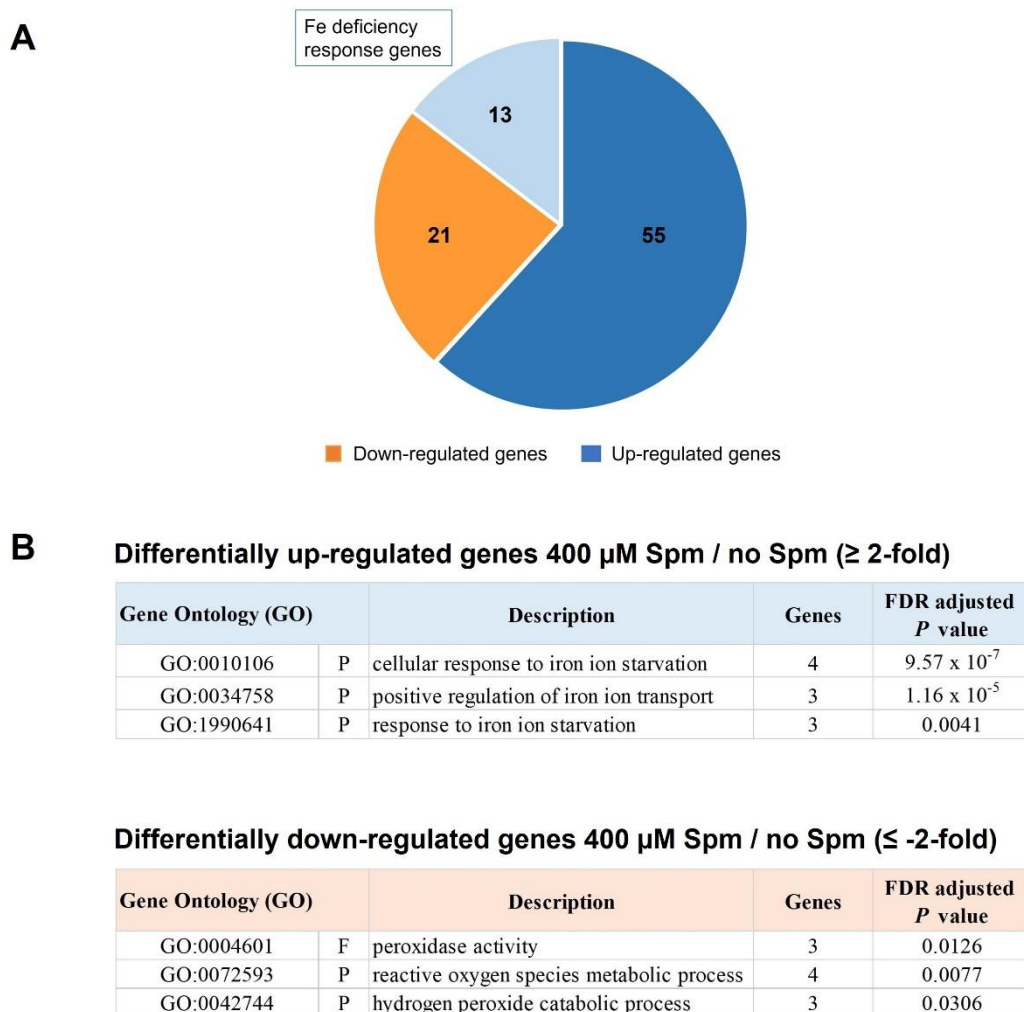 A
Fe deficiency
response genes
13
21
55
Down-regulated genes Up-regulated genes
B
Differentially up-regulated genes 400 µM Spm / no Spm (≥ 2-fold)
Gene Ontology (GO) Description Genes FDR adjusted P value
GO:0010106 P cellular response to iron ion starvation 4 9.57 x 10⁻⁷
GO:0034758 P positive regulation of iron ion transport 3 1.16 x 10⁻⁵
GO:1990641 P response to iron ion starvation 3 0.0041
Differentially down-regulated genes 400 µM Spm / no Spm (≤ -2-fold)
Gene Ontology (GO) Description Genes FDR adjusted P value
GO:0004601 F peroxidase activity 3 0.0126
GO:0072593 P reactive oxygen species metabolic process 4 0.0077
GO:0042744 P hydrogen peroxide catabolic process 3 0.0306